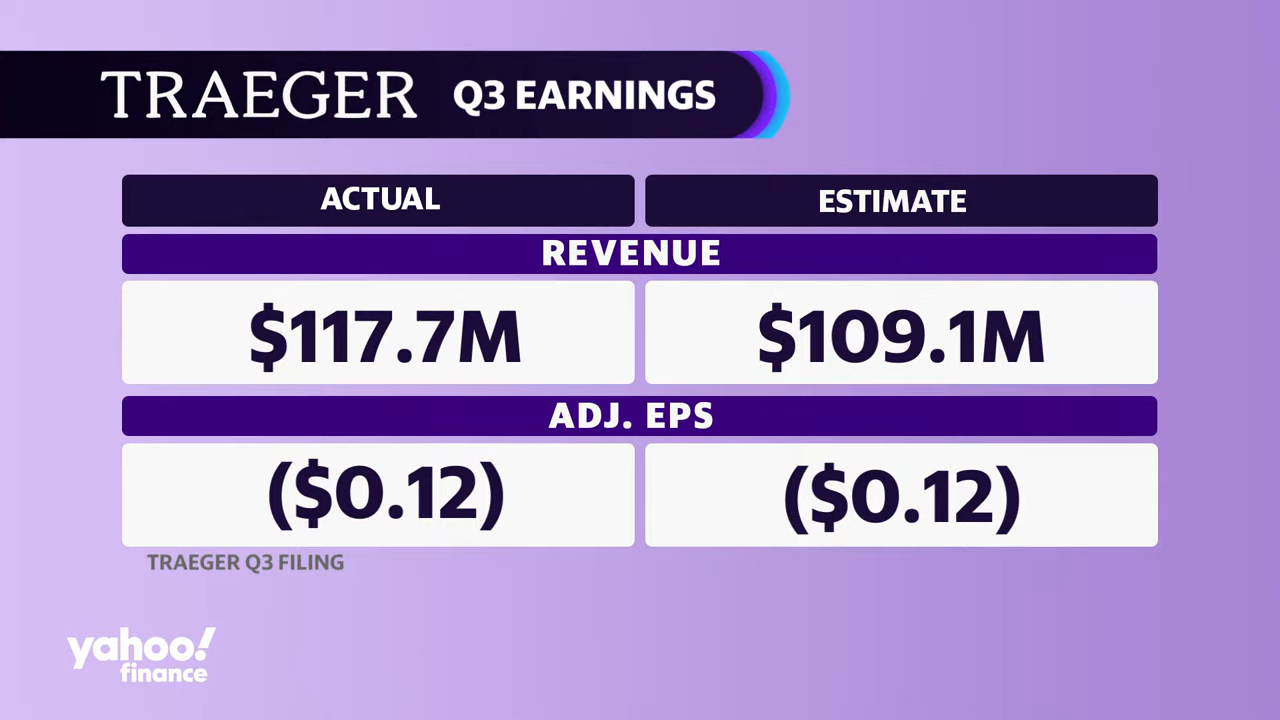 TRAEGER Q3 EARNINGS
ACTUAL ESTIMATE
REVENUE
$117.7M $109.1M
ADJ. EPS
($0.12) ($0.12)
TRAEGER Q3 FILING
yahoo!
finance